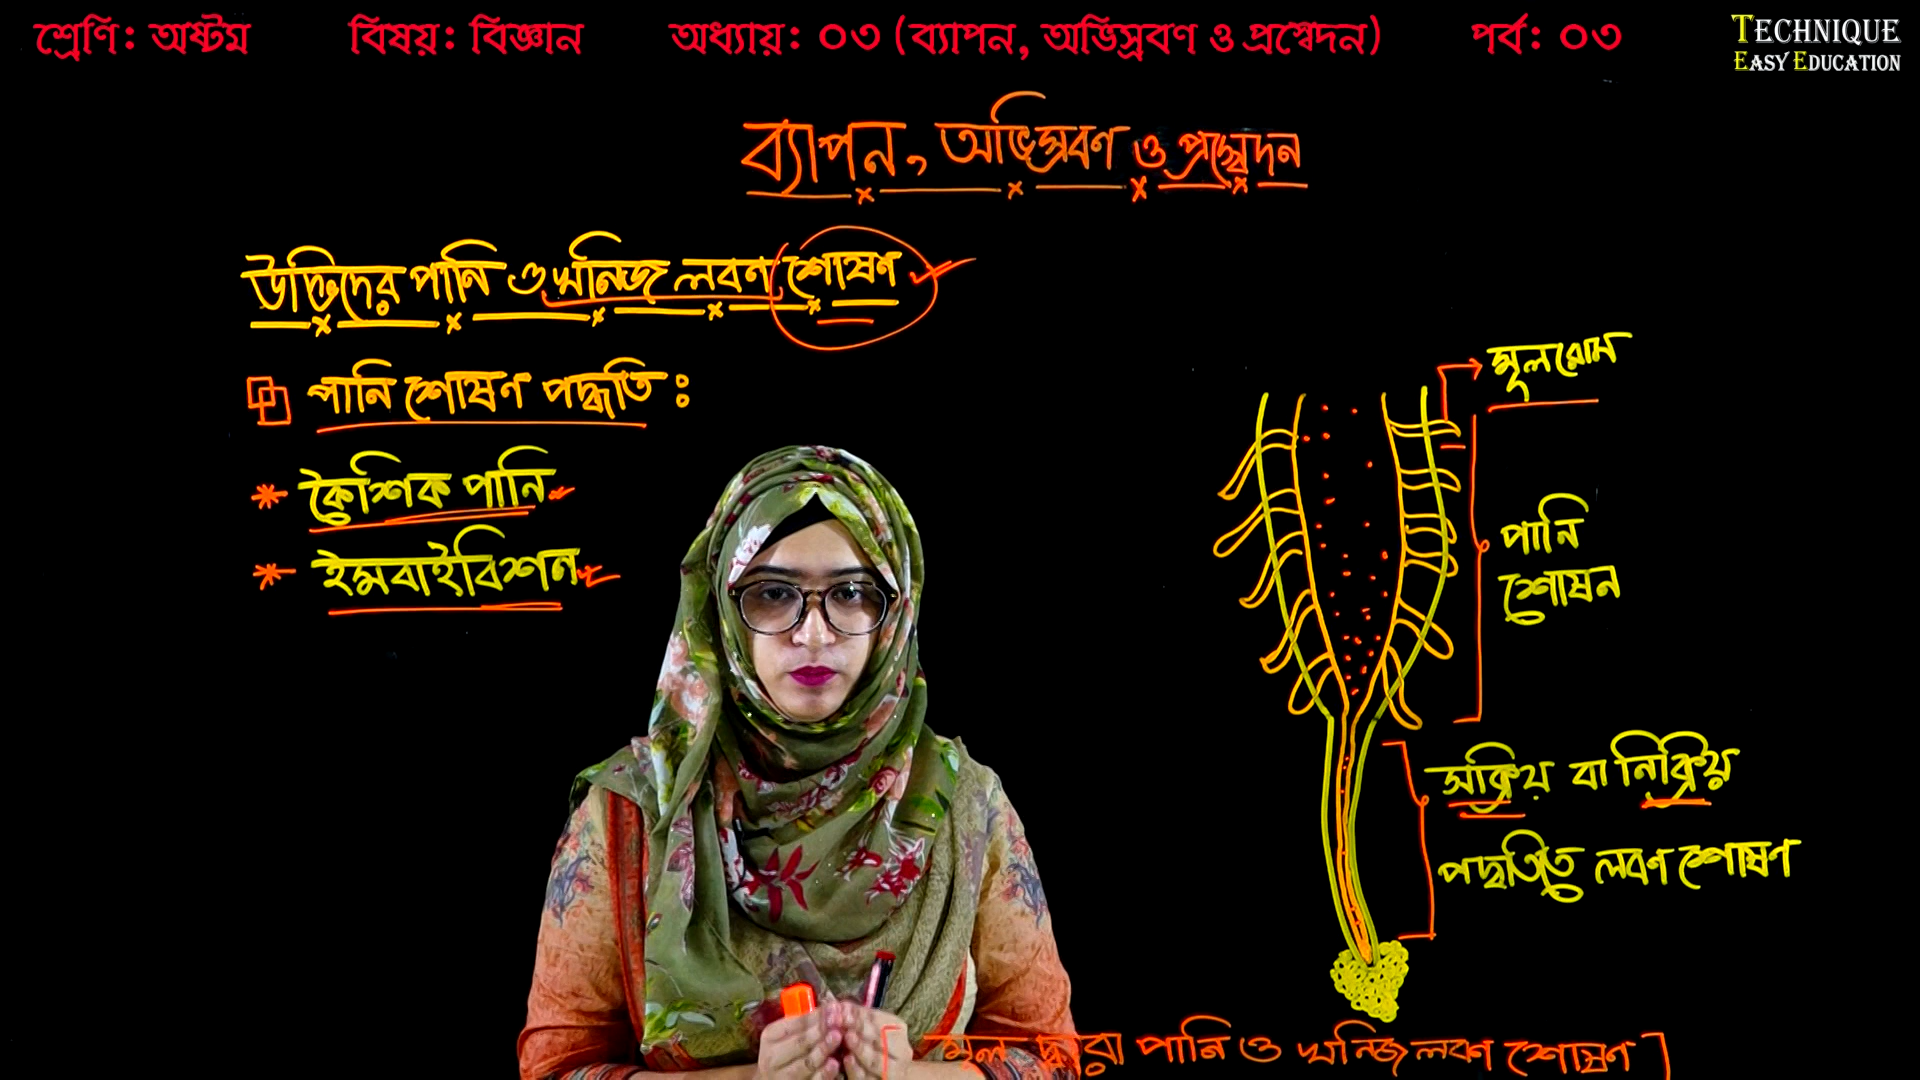 শ্রেণি: অষ্টম বিষয়: বিজ্ঞান অধ্যায়: ০৩ (ব্যাপন, অভিস্রবণ ও প্রস্বেদন) পর্ব: ০৩
TECHNIQUE
EASY EDUCATION
ব্যাপন, অভিস্রবণ ও প্রস্বেদন
উদ্ভিদের পানি ও খনিজ লবণ শোষণ
পানি শোষণ পদ্ধতি:
* কৈশিক পানি
* ইমবাইবিশন
মূলরোম
পানি
শোষন
সক্রিয় বা নিষ্ক্রিয়
পদ্ধতিতে লবণ শোষণ
[মূল দ্বারা পানি ও খনিজ লবণ শোষণ]